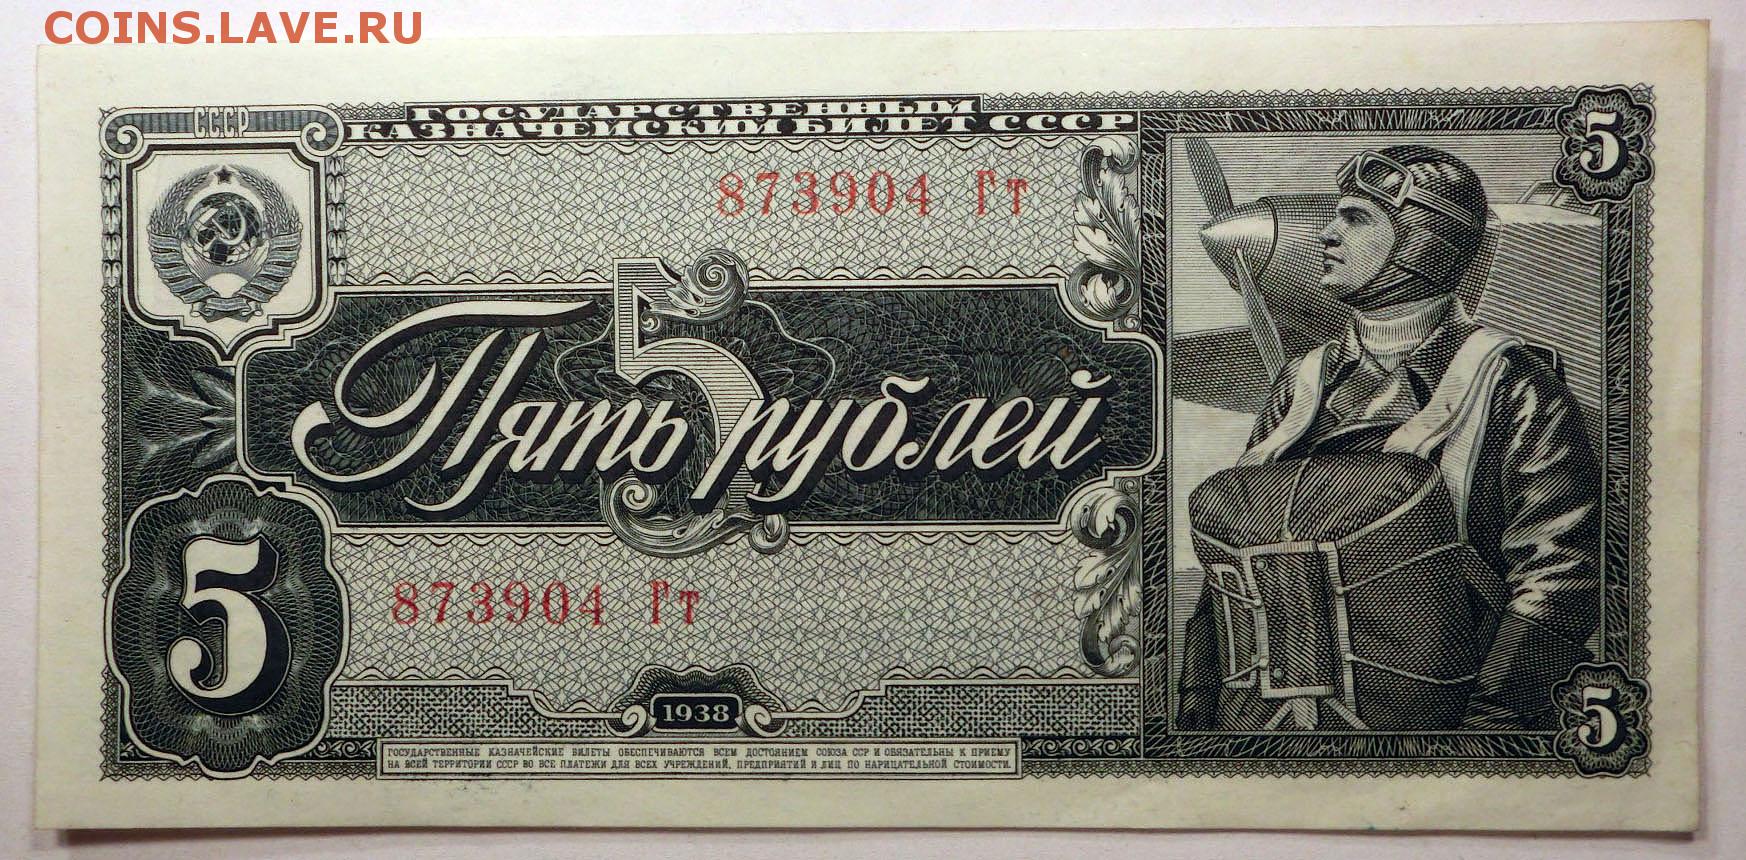 COINS.LAVE.RU
СССР
ГОСУДАРСТВЕННЫЙ
КАЗНАЧЕЙСКИЙ БИЛЕТ СССР
5
873904 Гт
5
Пять рублей
5
873904 Гт
1938
5
ГОСУДАРСТВЕННЫЕ КАЗНАЧЕЙСКИЕ БИЛЕТЫ ОБЕСПЕЧИВАЮТСЯ ВСЕМ ДОСТОЯНИЕМ СОЮЗА ССР И ОБЯЗАТЕЛЬНЫ К ПРИЕМУ
НА ВСЕЙ ТЕРРИТОРИИ СССР ВО ВСЕ ПЛАТЕЖИ ДЛЯ ВСЕХ УЧРЕЖДЕНИЙ, ПРЕДПРИЯТИЙ И ЛИЦ ПО НАРИЦАТЕЛЬНОЙ СТОИМОСТИ.